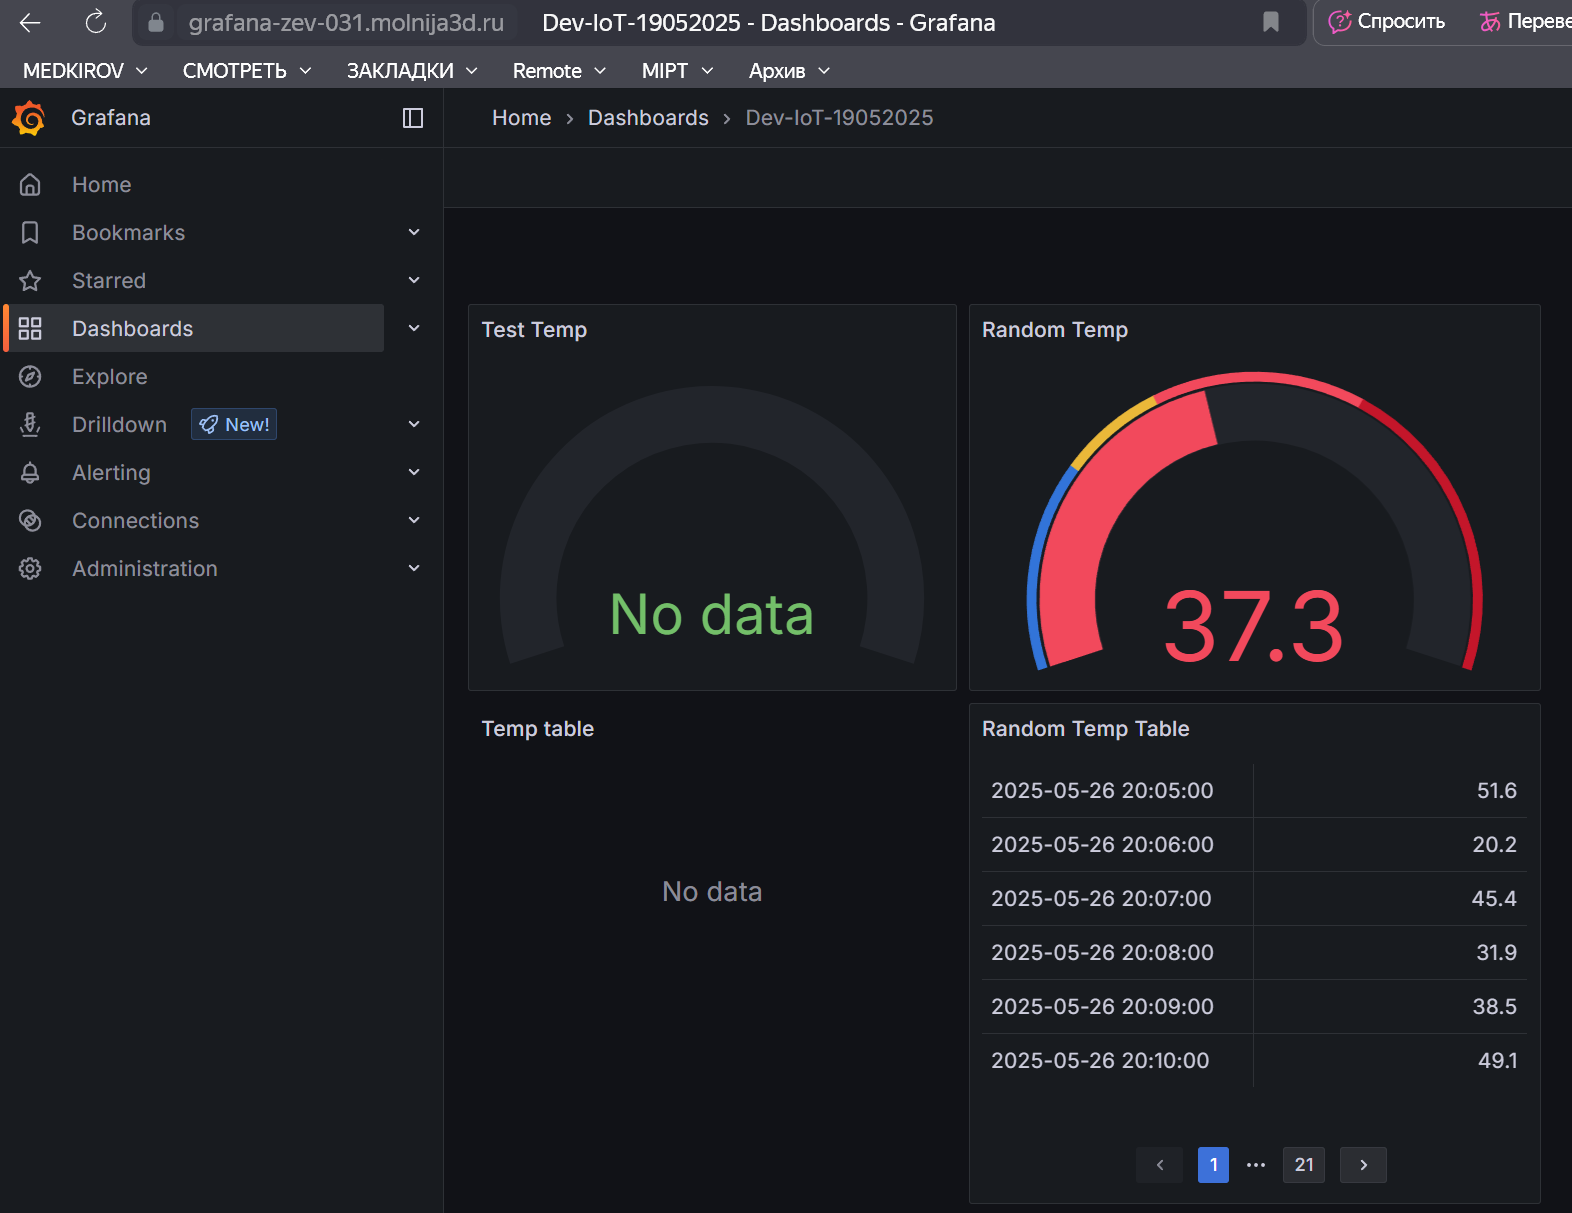 grafana-zev-031.molnija3d.ru Dev-IoT-19052025 - Dashboards - Grafana Спросить Переве
MEDKIROV СМОТРЕТЬ ЗАКЛАДКИ Remote MIPT Архив
Grafana
Home › Dashboards › Dev-IoT-19052025
Home
Bookmarks
Starred
Dashboards
Explore
Drilldown New!
Alerting
Connections
Administration
Test Temp
No data
Random Temp
37.3
Temp table
No data
Random Temp Table
2025-05-26 20:05:00 51.6
2025-05-26 20:06:00 20.2
2025-05-26 20:07:00 45.4
2025-05-26 20:08:00 31.9
2025-05-26 20:09:00 38.5
2025-05-26 20:10:00 49.1
‹ 1 ··· 21 ›